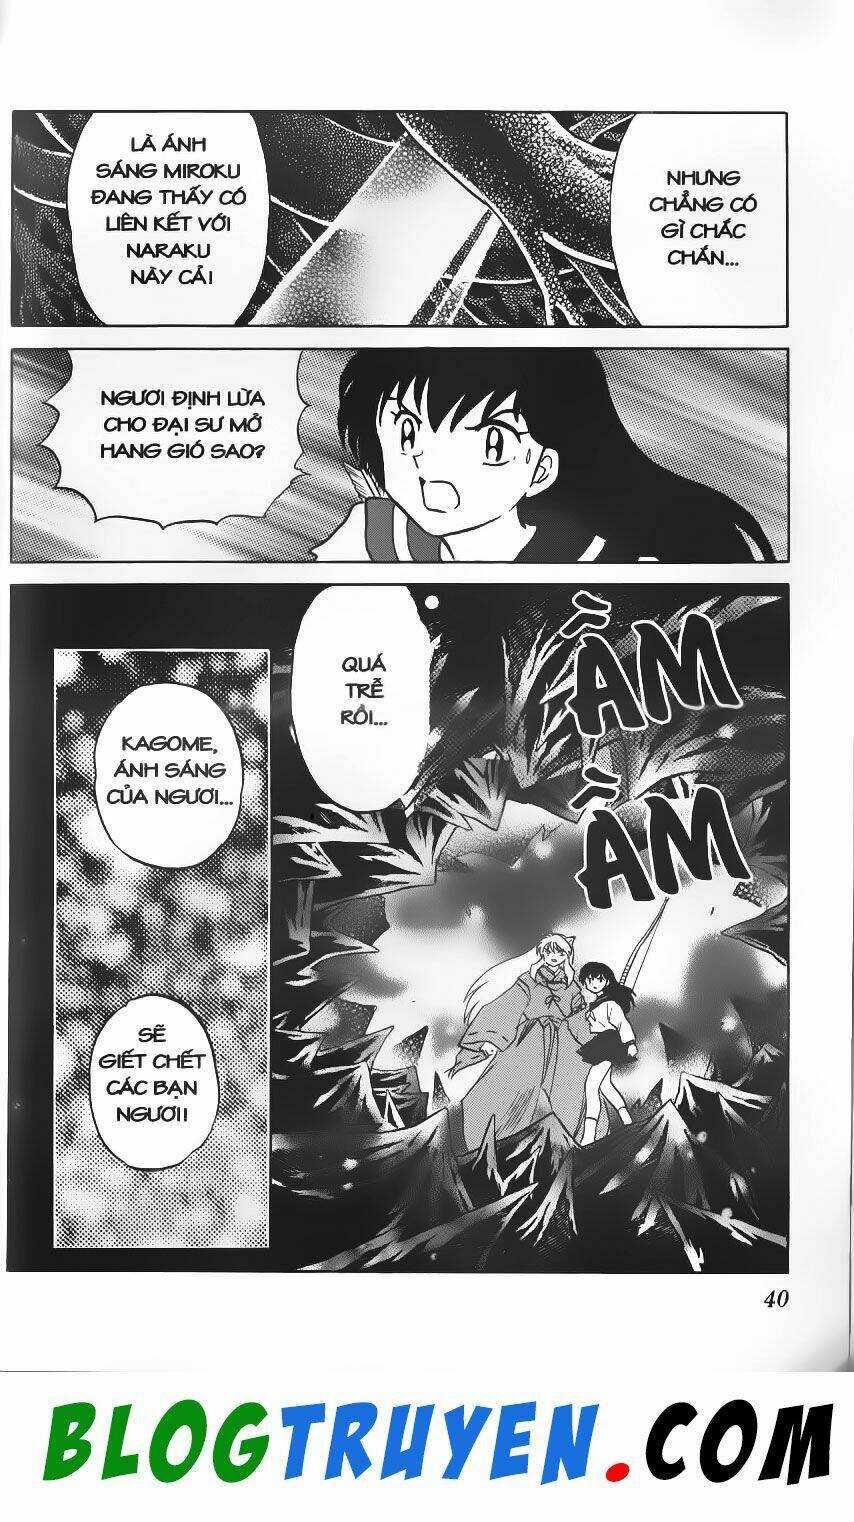 NHƯNG
CHẲNG CÓ
GÌ CHẮC
CHẮN...
LÀ ÁNH
SÁNG MIROKU
ĐANG THẤY CÓ
LIÊN KẾT VỚI
NARAKU
NÀY CẢ!
NGƯƠI ĐỊNH LỪA
CHO ĐẠI SƯ MỞ
HANG GIÓ SAO?
ẦM
ẦM
QUÁ
TRỄ
RỒI...
KAGOME,
ÁNH SÁNG
CỦA NGƯƠI...
SẼ
GIẾT CHẾT
CÁC BẠN
NGƯƠI!!
40
BLOGTRUYEN.COM